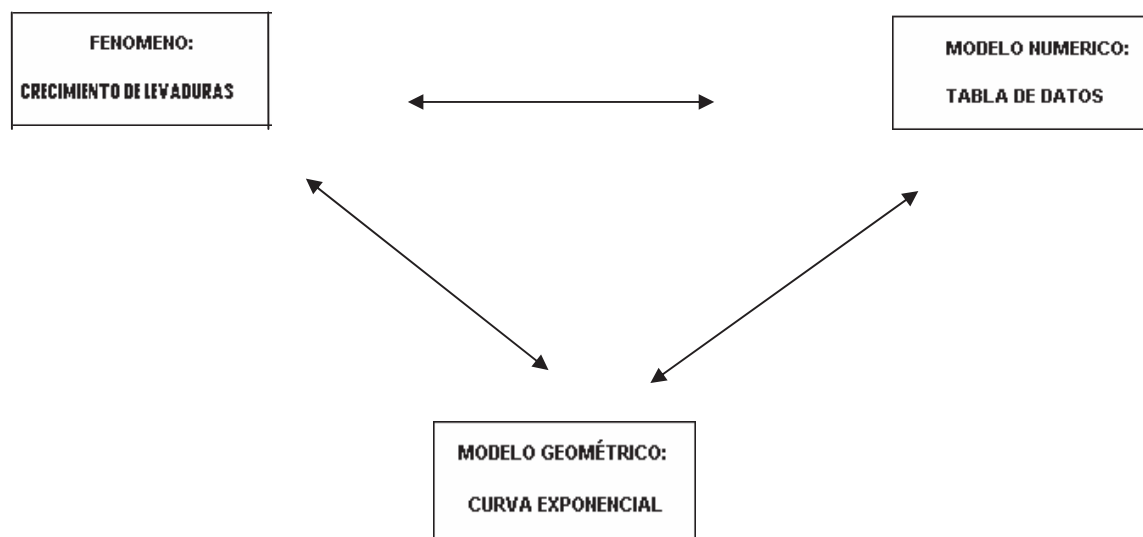 FENOMENO:
CRECIMIENTO DE LEVADURAS
MODELO NUMERICO:
TABLA DE DATOS
MODELO GEOMÉTRICO:
CURVA EXPONENCIAL